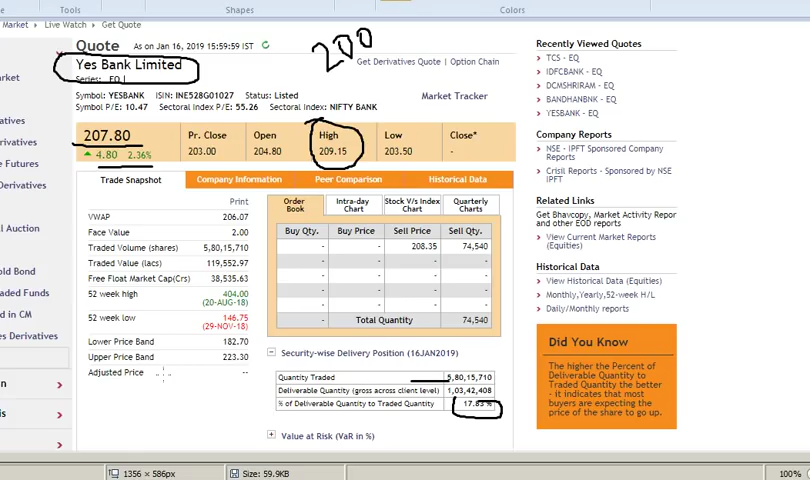 Tools
Shapes
Colors
Market > Live Watch > Get Quote
Quote As on Jan 16, 2019 15:59:59 IST
200
Yes Bank Limited
Get Derivatives Quote | Option Chain
Series: EQ |
Symbol: YESBANK ISIN: INE528G01027 Status: Listed
Market Tracker
Symbol P/E: 10.47 Sectoral Index P/E: 55.26 Sectoral Index: NIFTY BANK
207.80 Pr. Close Open High Low Close*
4.80 2.36% 203.00 204.80 209.15 203.50 -
Trade Snapshot Company Information Peer Comparison Historical Data
Print
VWAP 206.07
Face Value 2.00
Traded Volume (shares) 5,80,15,710
Traded Value (lacs) 119,552.97
Free Float Market Cap(Crs) 38,535.63
52 week high 404.00
(20-AUG-18)
52 week low 146.75
(29-NOV-18)
Lower Price Band 182.70
Upper Price Band 223.30
Adjusted Price --
Order Book
Intra-day Chart
Stock V/s Index Chart
Quarterly Charts
Buy Qty. Buy Price Sell Price Sell Qty.
- - 208.35 74,540
- - - -
- - - -
- - - -
- - - -
Total Quantity 74,540
Security-wise Delivery Position (16JAN2019)
Quantity Traded 5,80,15,710
Deliverable Quantity (gross across client level) 1,03,42,408
% of Deliverable Quantity to Traded Quantity 17.83 %
Value at Risk (VaR in %)
Recently Viewed Quotes
TCS - EQ
IDFCBANK - EQ
DCMSHRIRAM - EQ
BANDHANBNK - EQ
YESBANK - EQ
Company Reports
NSE - IPFT Sponsored Company
Reports
Crisil Reports - Sponsored by NSE
IPFT
Related Links
Get Bhavcopy, Market Activity Repor
and other EOD reports
View Current Market Reports
(Equities)
Historical Data
View Historical Data (Equities)
Monthly,Yearly,52-week H/L
Daily/Monthly reports
Did You Know
The higher the Percent of
Deliverable Quantity to
Traded Quantity the better
- it indicates that most
buyers are expecting the
price of the share to go up.
arket
atives
erivatives
e Futures
Derivatives
l Auction
old Bond
aded Funds
d in CM
es Derivatives
n
is
1356 × 586px
Size: 59.9KB
100%